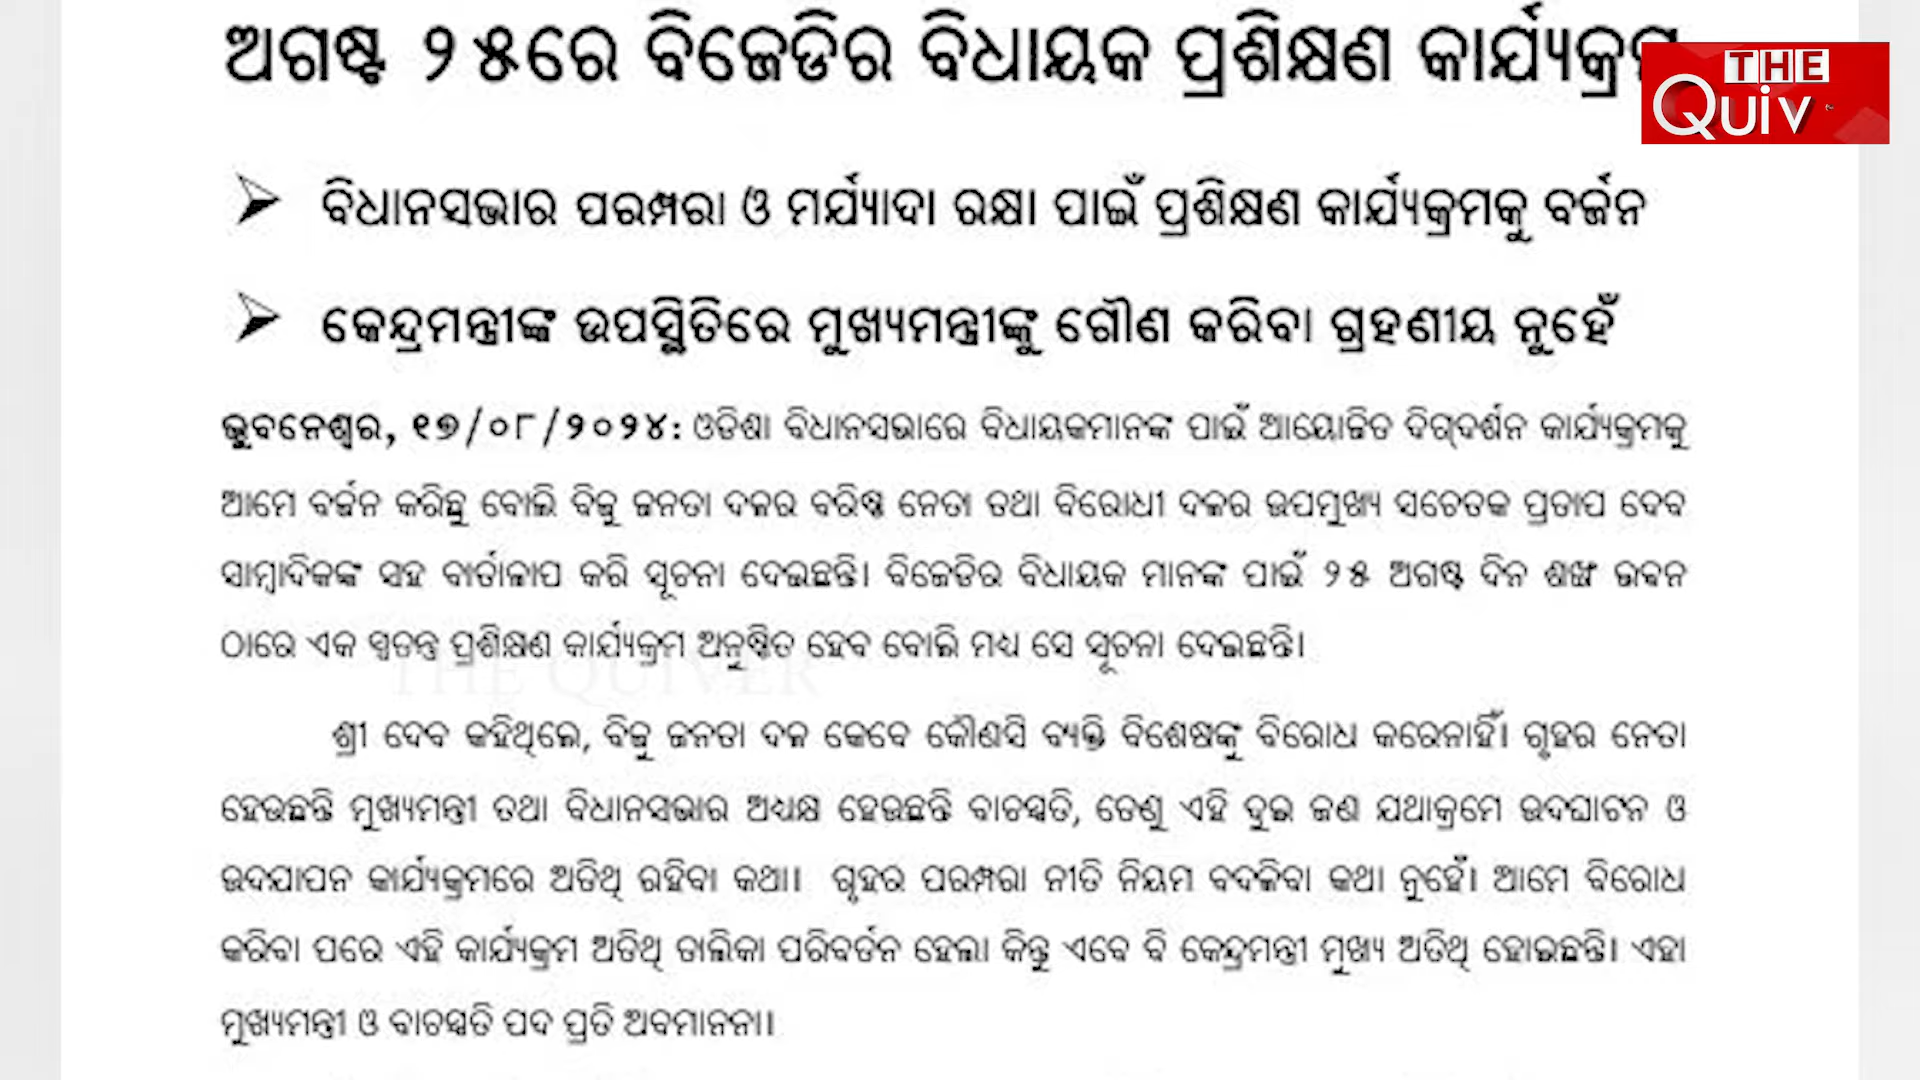 ଅଗଷ୍ଟ ୨୫ରେ ବିଜେଡିର ବିଧାୟକ ପ୍ରଶିକ୍ଷଣ କାର୍ଯ୍ୟକ୍ରମ
THE
QUIV
➢ ବିଧାନସଭାର ପରମ୍ପରା ଓ ମର୍ଯ୍ୟାଦା ରକ୍ଷା ପାଇଁ ପ୍ରଶିକ୍ଷଣ କାର୍ଯ୍ୟକ୍ରମକୁ ବର୍ଜନ
➢ କେନ୍ଦ୍ରମନ୍ତ୍ରୀଙ୍କ ଉପସ୍ଥିତିରେ ମୁଖ୍ୟମନ୍ତ୍ରୀଙ୍କୁ ଗୌଣ କରିବା ଗ୍ରହଣୀୟ ନୁହେଁ
ଭୁବନେଶ୍ୱର, ୧୭/୦୮/୨୦୨୪: ଓଡିଶା ବିଧାନସଭାରେ ବିଧାୟକମାନଙ୍କ ପାଇଁ ଆୟୋଜିତ ଦିଗ୍‌ଦର୍ଶନ କାର୍ଯ୍ୟକ୍ରମକୁ
ଆମେ ବର୍ଜନ କରିଛୁ ବୋଲି ବିଜୁ ଜନତା ଦଳର ବରିଷ୍ଠ ନେତା ତଥା ବିରୋଧୀ ଦଳର ଉପମୁଖ୍ୟ ସଚେତକ ପ୍ରତାପ ଦେବ
ସାମ୍ବାଦିକଙ୍କ ସହ ବାର୍ତାଳାପ କରି ସୂଚନା ଦେଇଛନ୍ତି। ବିଜେଡିର ବିଧାୟକ ମାନଙ୍କ ପାଇଁ ୨୫ ଅଗଷ୍ଟ ଦିନ ଶଙ୍ଖ ଭବନ
ଠାରେ ଏକ ସ୍ୱତନ୍ତ୍ର ପ୍ରଶିକ୍ଷଣ କାର୍ଯ୍ୟକ୍ରମ ଅନୁଷ୍ଠିତ ହେବ ବୋଲି ମଧ୍ୟ ସେ ସୂଚନା ଦେଇଛନ୍ତି।
THE QUIVER
ଶ୍ରୀ ଦେବ କହିଥିଲେ, ବିଜୁ ଜନତା ଦଳ କେବେ କୌଣସି ବ୍ୟକ୍ତି ବିଶେଷଙ୍କୁ ବିରୋଧ କରେନାହିଁ। ଗୃହର ନେତା
ହେଉଛନ୍ତି ମୁଖ୍ୟମନ୍ତ୍ରୀ ତଥା ବିଧାନସଭାର ଅଧ୍ୟକ୍ଷ ହେଉଛନ୍ତି ବାଚସ୍ପତି, ତେଣୁ ଏହି ଦୁଇ ଜଣ ଯଥାକ୍ରମେ ଉଦଘାଟନ ଓ
ଉଦଯାପନ କାର୍ଯ୍ୟକ୍ରମରେ ଅତିଥି ରହିବା କଥା। ଗୃହର ପରମ୍ପରା ନୀତି ନିୟମ ବଦଳିବା କଥା ନୁହେଁ। ଆମେ ବିରୋଧ
କରିବା ପରେ ଏହି କାର୍ଯ୍ୟକ୍ରମ ଅତିଥି ତାଲିକା ପରିବର୍ତନ ହେଲା କିନ୍ତୁ ଏବେ ବି କେନ୍ଦ୍ରମନ୍ତ୍ରୀ ମୁଖ୍ୟ ଅତିଥି ହୋଇଛନ୍ତି। ଏହା
ମୁଖ୍ୟମନ୍ତ୍ରୀ ଓ ବାଚସ୍ପତି ପଦ ପ୍ରତି ଅବମାନନା।